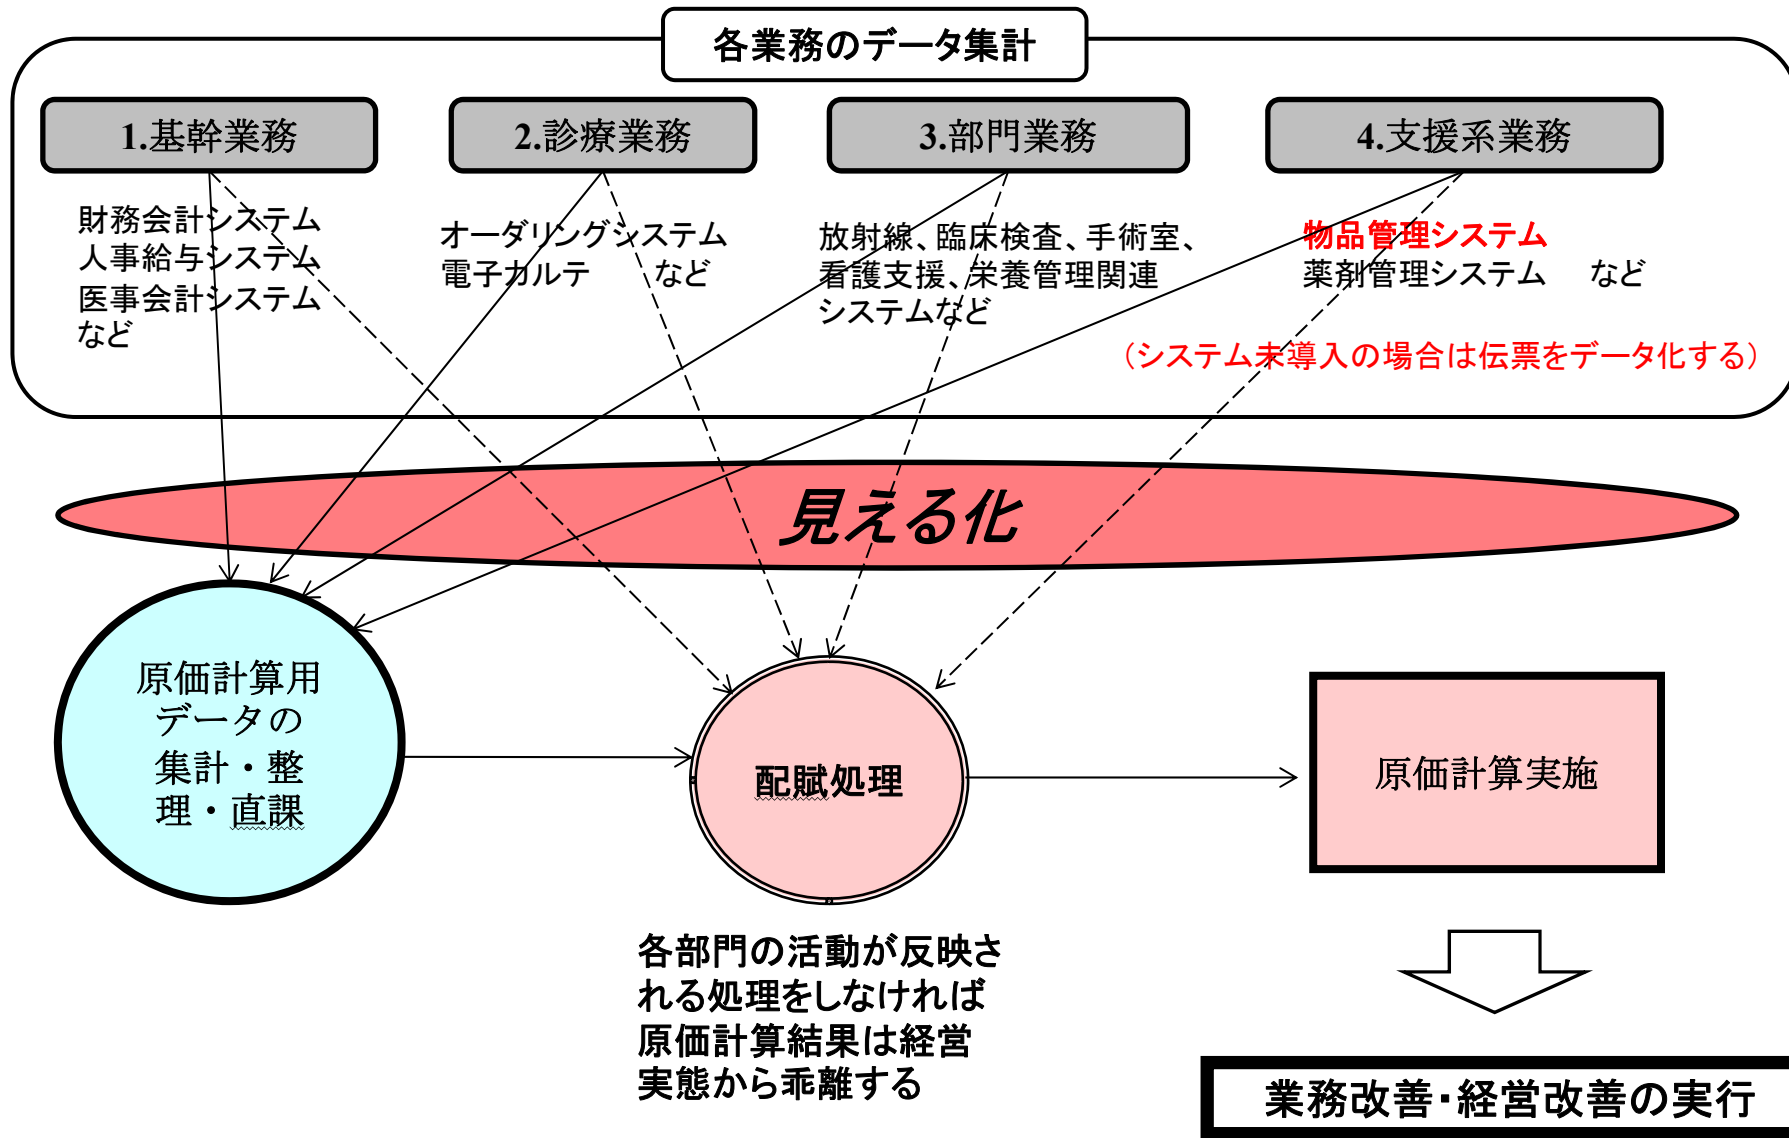 各業務のデータ集計
1.基幹業務
2.診療業務
3.部門業務
4.支援系業務
財務会計システム
人事給与システム
医事会計システム
など
オーダリングシステム
電子カルテ　　など
放射線、臨床検査、手術室、
看護支援、栄養管理関連
システムなど
物品管理システム
薬剤管理システム　など
（システム未導入の場合は伝票をデータ化する）
見える化
原価計算用
データの
集計・整
理・直課
配賦処理
原価計算実施
各部門の活動が反映さ
れる処理をしなければ
原価計算結果は経営
実態から乖離する
業務改善・経営改善の実行